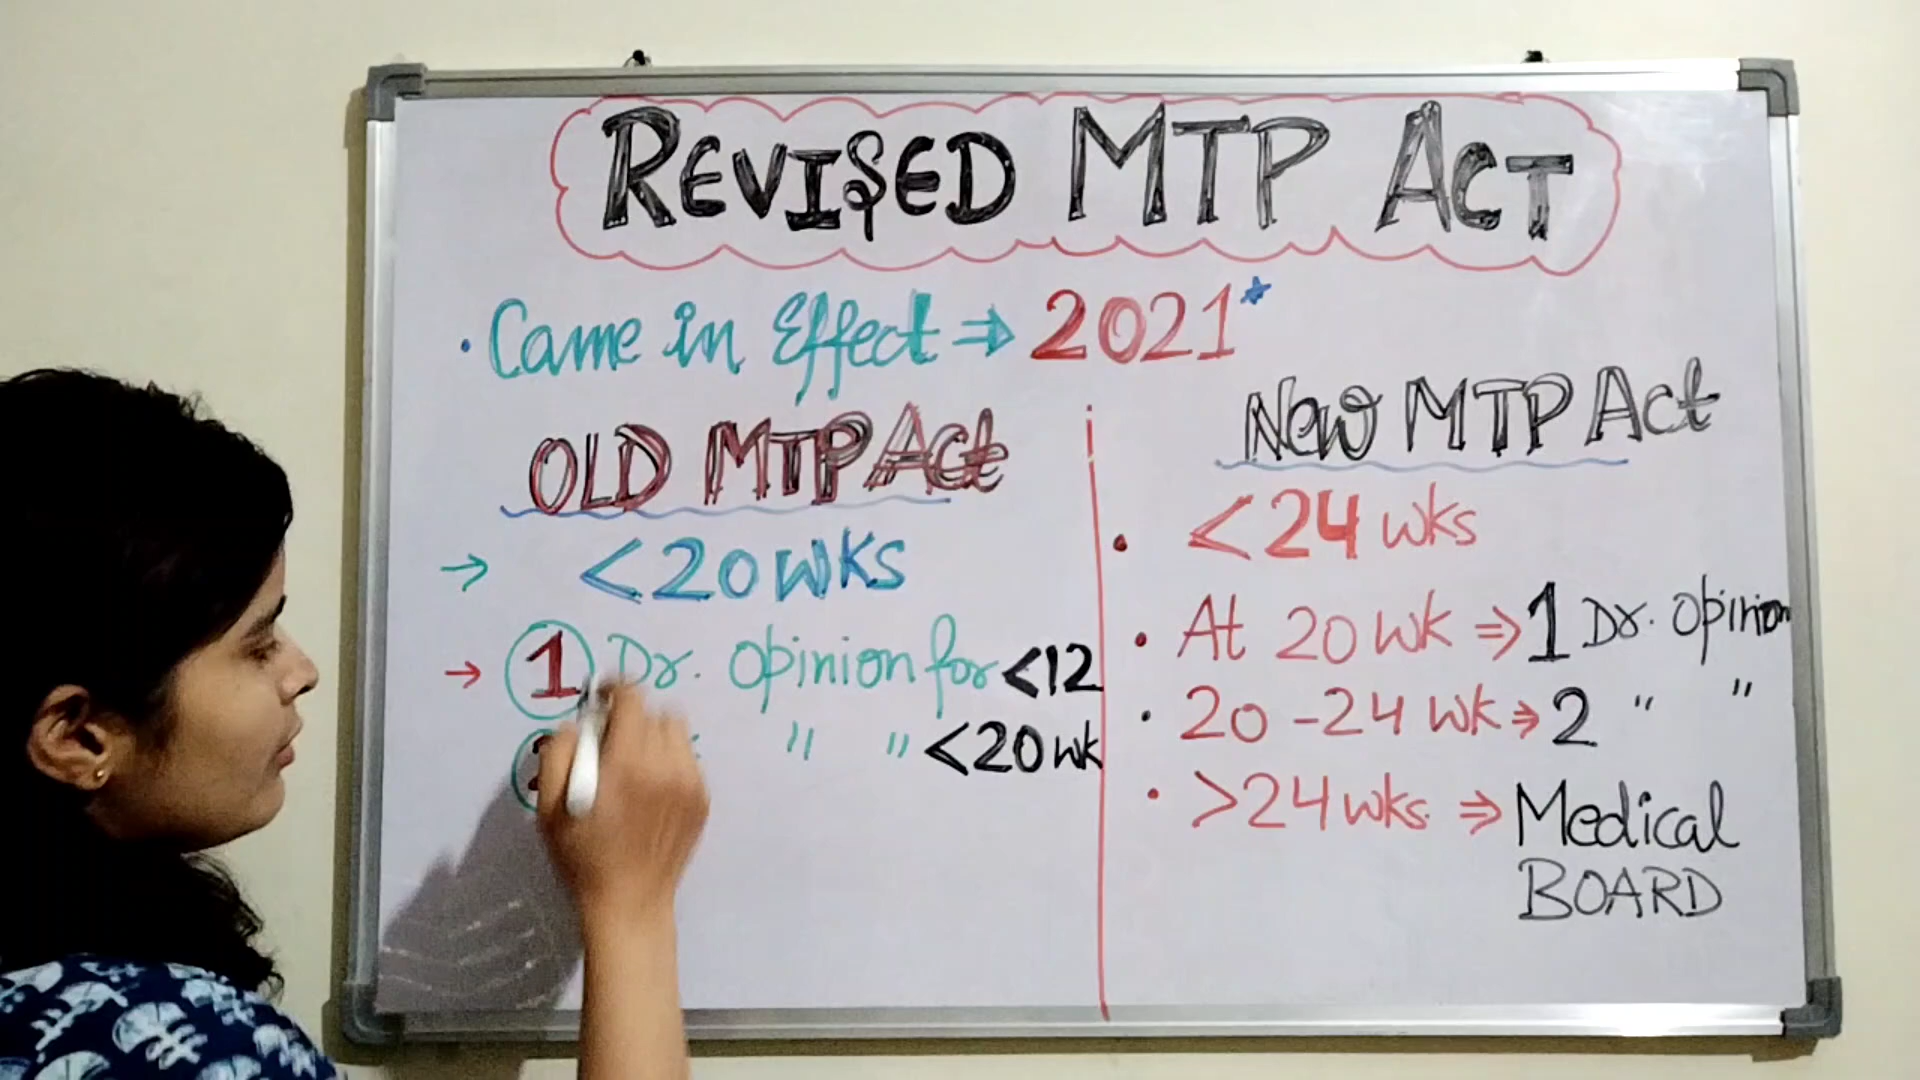 REVISED MTP ACT
• Came in Effect ⇒ 2021*
OLD MTP Act
→ <20 WKS
→ 1 Dr. Opinion for <12
" " <20 wk
New MTP Act
• <24 wks
• At 20 wk ⇒ 1 Dr. Opinion
• 20-24 wk ⇒ 2 " "
• >24 wks. ⇒ Medical
BOARD